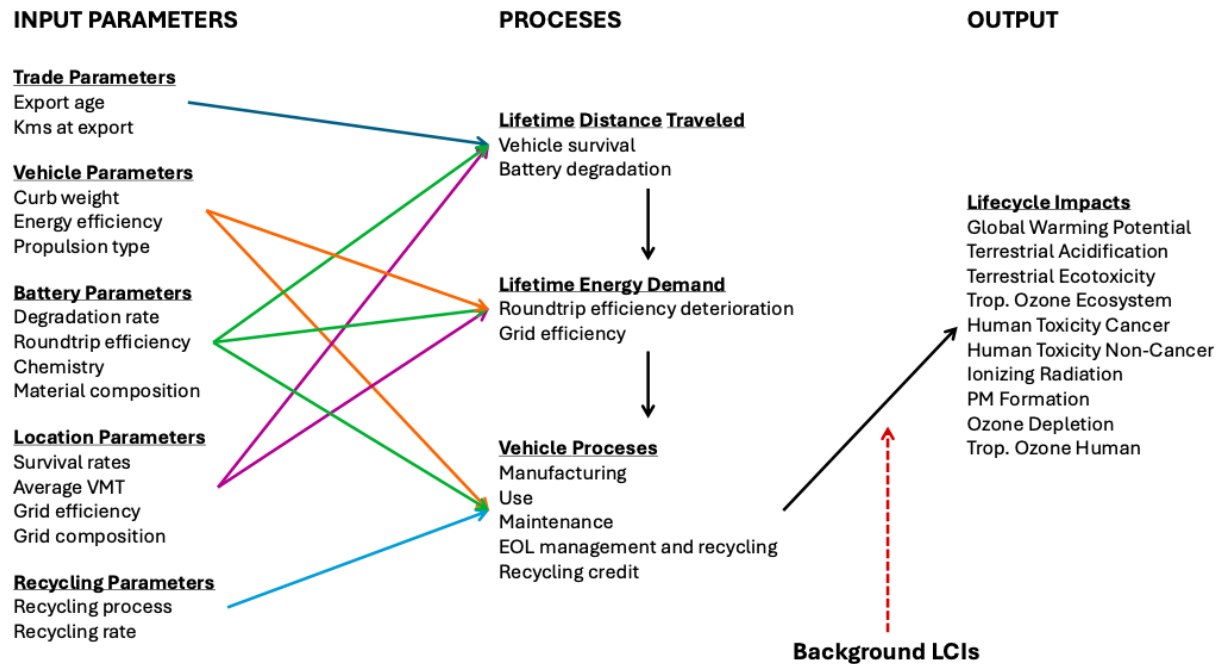 INPUT PARAMETERS
Trade Parameters
Export age
Kms at export
Vehicle Parameters
Curb weight
Energy efficiency
Propulsion type
Battery Parameters
Degradation rate
Roundtrip efficiency
Chemistry
Material composition
Location Parameters
Survival rates
Average VMT
Grid efficiency
Grid composition
Recycling Parameters
Recycling process
Recycling rate
PROCESES
Lifetime Distance Traveled
Vehicle survival
Battery degradation
Lifetime Energy Demand
Roundtrip efficiency deterioration
Grid efficiency
Vehicle Proceses
Manufacturing
Use
Maintenance
EOL management and recycling
Recycling credit
OUTPUT
Lifecycle Impacts
Global Warming Potential
Terrestrial Acidification
Terrestrial Ecotoxicity
Trop. Ozone Ecosystem
Human Toxicity Cancer
Human Toxicity Non-Cancer
Ionizing Radiation
PM Formation
Ozone Depletion
Trop. Ozone Human
Background LCIs